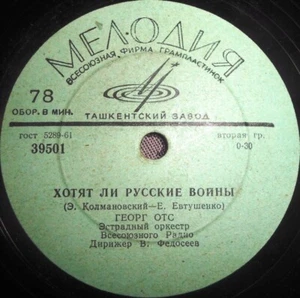 МЕЛОДИЯ
ВСЕСОЮЗНАЯ ФИРМА ГРАМПЛАСТИНОК
78
ОБОР. В МИН.
ТАШКЕНТСКИЙ ЗАВОД
гост 5289-61
вторая гр.
39501
0-30
ХОТЯТ ЛИ РУССКИЕ ВОЙНЫ
(Э. Колмановский—Е. Евтушенко)
ГЕОРГ ОТС
Эстрадный оркестр
Всесоюзного Радио
Дирижер В. Федосеев